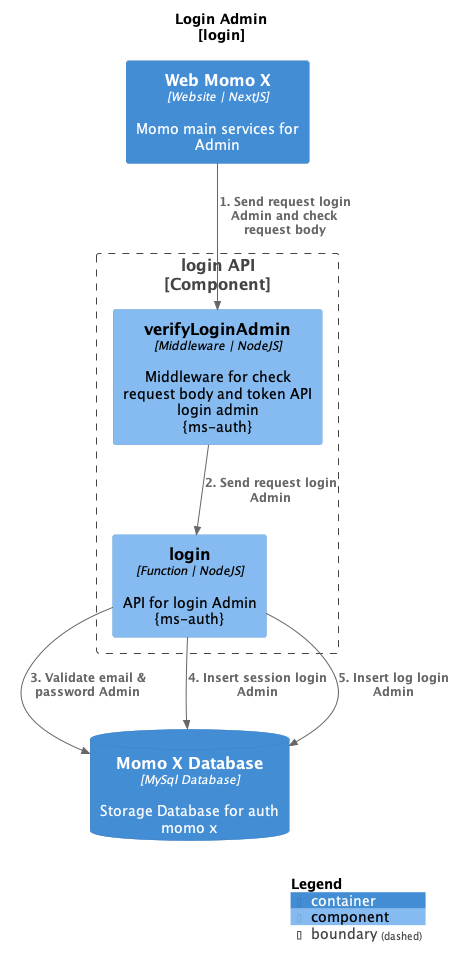 Login Admin
[login]
Web Momo X
[Website | NextJS]
Momo main services for
Admin
1. Send request login
Admin and check
request body
login API
[Component]
verifyLoginAdmin
[Middleware | NodeJS]
Middleware for check
request body and token API
login admin
{ms-auth}
2. Send request login
Admin
login
[Function | NodeJS]
API for login Admin
{ms-auth}
3. Validate email &
password Admin
4. Insert session login
Admin
5. Insert log login
Admin
Momo X Database
[MySql Database]
Storage Database for auth
momo x
Legend
container
component
boundary (dashed)